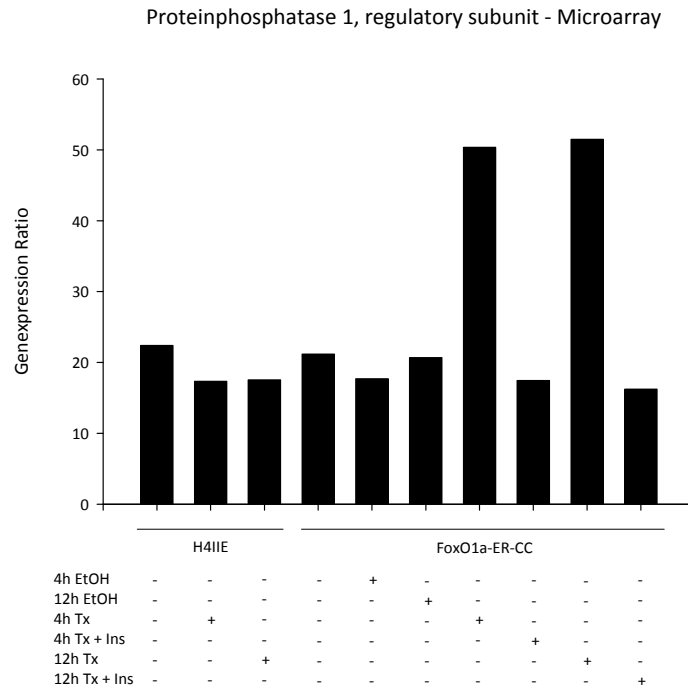 Proteinphosphatase 1, regulatory subunit - Microarray
Genexpression Ratio
60
50
40
30
20
10
0
H4IIE FoxO1a-ER-CC
4h EtOH - - - - + - - - - -
12h EtOH - - - - - + - - - -
4h Tx - + - - - - + - - -
4h Tx + Ins - - - - - - - + - -
12h Tx - - + - - - - - + -
12h Tx + Ins - - - - - - - - - +